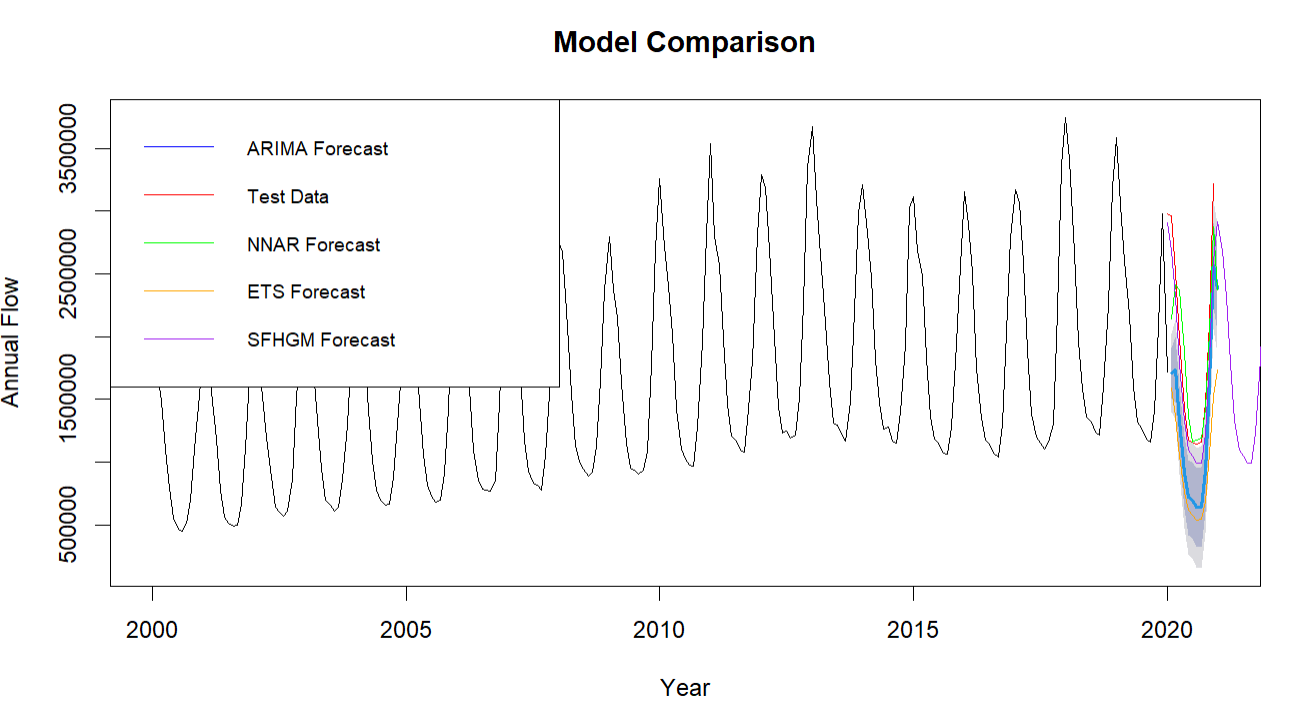 Model Comparison
3500000
2500000
1500000
500000
Annual Flow
ARIMA Forecast
Test Data
NNAR Forecast
ETS Forecast
SFHGM Forecast
2000 2005 2010 2015 2020
Year